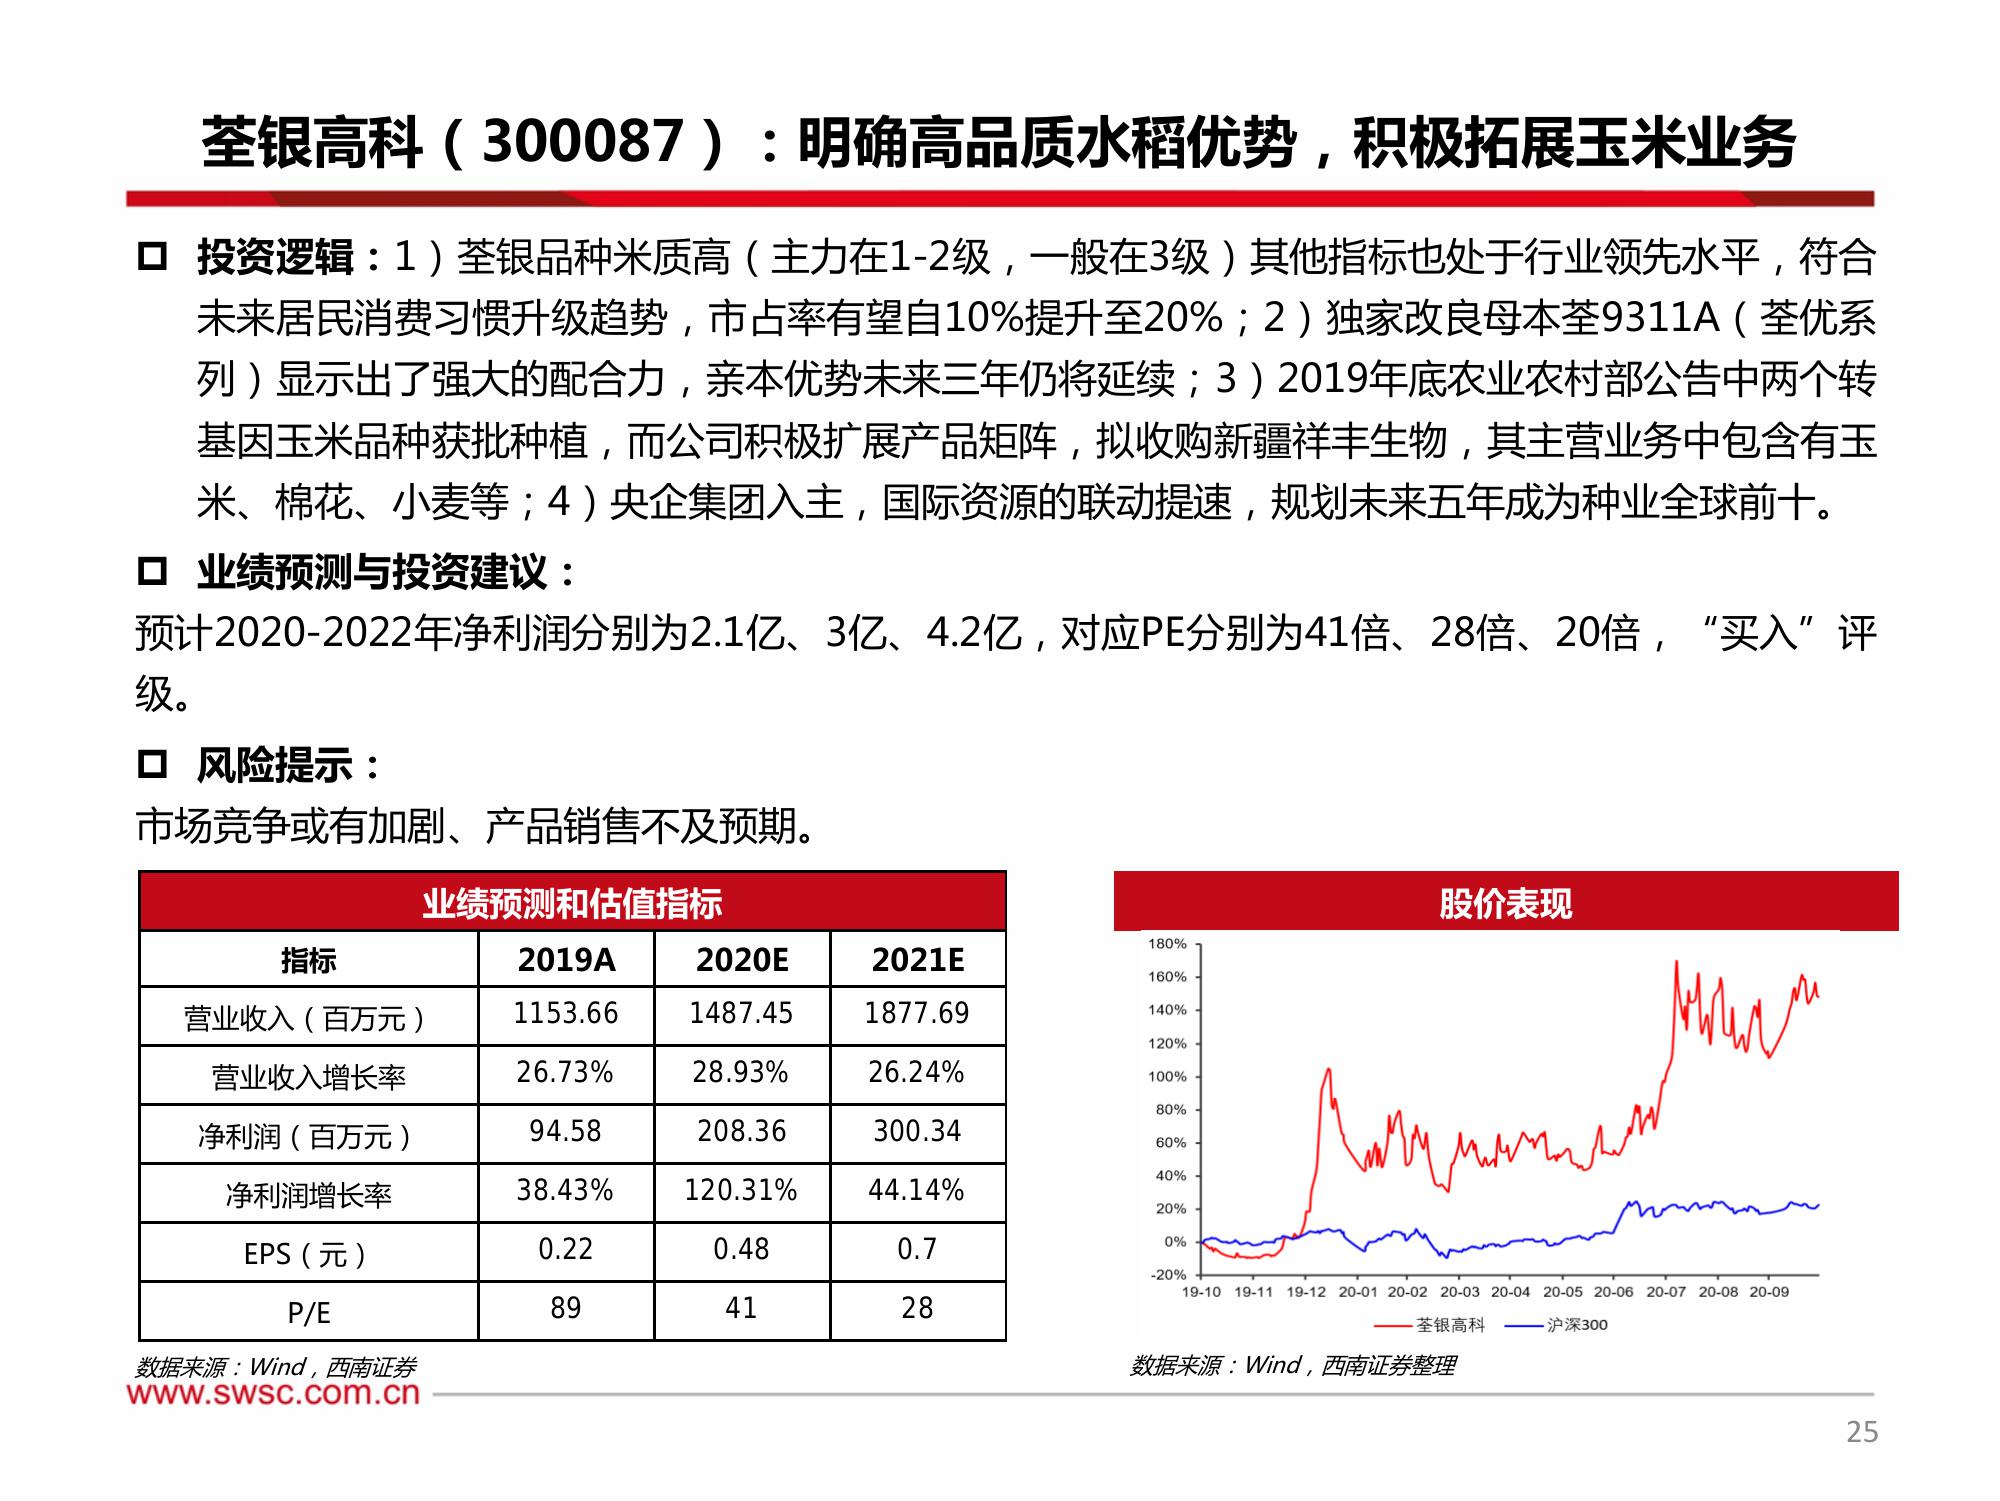 荃银高科（300087）：明确高品质水稻优势，积极拓展玉米业务
投资逻辑：1）荃银品种米质高（主力在1-2级，一般在3级）其他指标也处于行业领先水平，符合
未来居民消费习惯升级趋势，市占率有望自10%提升至20%；2）独家改良母本荃9311A（荃优系
列）显示出了强大的配合力，亲本优势未来三年仍将延续；3）2019年底农业农村部公告中两个转
基因玉米品种获批种植，而公司积极扩展产品矩阵，拟收购新疆祥丰生物，其主营业务中包含有玉
米、棉花、小麦等；4）央企集团入主，国际资源的联动提速，规划未来五年成为种业全球前十。
业绩预测与投资建议：
预计2020-2022年净利润分别为2.1亿、3亿、4.2亿，对应PE分别为41倍、28倍、20倍，“买入”评
级。
风险提示：
市场竞争或有加剧、产品销售不及预期。
业绩预测和估值指标
指标 2019A 2020E 2021E
营业收入（百万元） 1153.66 1487.45 1877.69
营业收入增长率 26.73% 28.93% 26.24%
净利润（百万元） 94.58 208.36 300.34
净利润增长率 38.43% 120.31% 44.14%
EPS（元） 0.22 0.48 0.7
P/E 89 41 28
数据来源：Wind，西南证券
股价表现
180%
160%
140%
120%
100%
80%
60%
40%
20%
0%
-20%
19-10 19-11 19-12 20-01 20-02 20-03 20-04 20-05 20-06 20-07 20-08 20-09
荃银高科 沪深300
数据来源：Wind，西南证券整理
www.swsc.com.cn
25